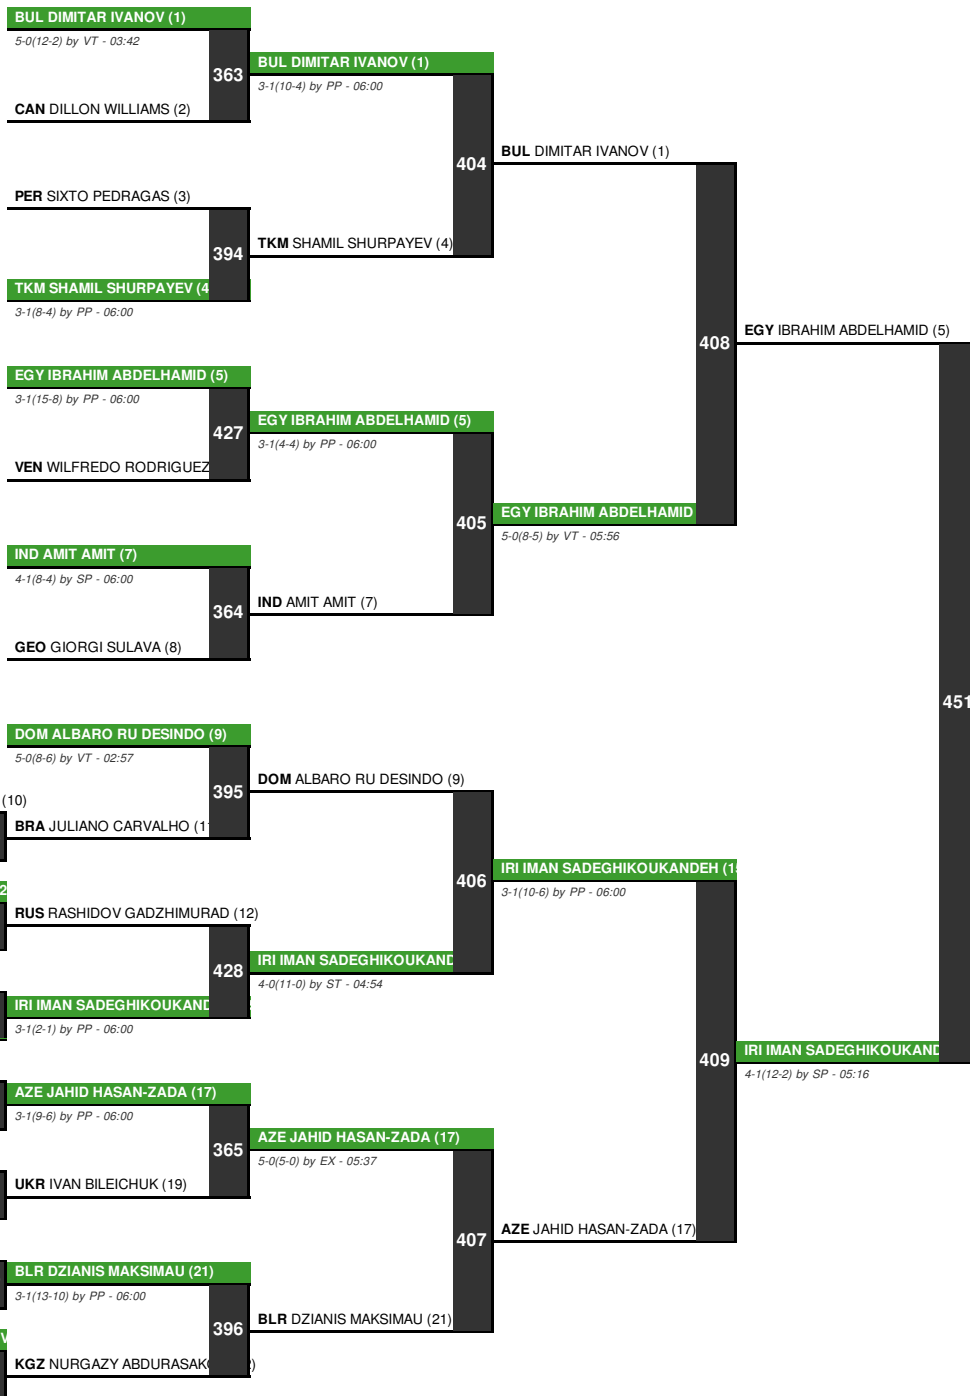 BUL DIMITAR IVANOV (1)
5-0(12-2) by VT - 03:42
363
CAN DILLON WILLIAMS (2)
BUL DIMITAR IVANOV (1)
3-1(10-4) by PP - 06:00
404
BUL DIMITAR IVANOV (1)
PER SIXTO PEDRAGAS (3)
394
TKM SHAMIL SHURPAYEV (4)
TKM SHAMIL SHURPAYEV (4
3-1(8-4) by PP - 06:00
408
EGY IBRAHIM ABDELHAMID (5)
EGY IBRAHIM ABDELHAMID (5)
3-1(15-8) by PP - 06:00
427
VEN WILFREDO RODRIGUEZ
EGY IBRAHIM ABDELHAMID (5)
3-1(4-4) by PP - 06:00
405
EGY IBRAHIM ABDELHAMID
5-0(8-5) by VT - 05:56
IND AMIT AMIT (7)
4-1(8-4) by SP - 06:00
364
IND AMIT AMIT (7)
GEO GIORGI SULAVA (8)
451
DOM ALBARO RU DESINDO (9)
5-0(8-6) by VT - 02:57
395
DOM ALBARO RU DESINDO (9)
(10)
BRA JULIANO CARVALHO (1
406
IRI IMAN SADEGHIKOUKANDEH (1
3-1(10-6) by PP - 06:00
2
RUS RASHIDOV GADZHIMURAD (12)
428
IRI IMAN SADEGHIKOUKAND
4-0(11-0) by ST - 04:54
IRI IMAN SADEGHIKOUKAND
3-1(2-1) by PP - 06:00
409
IRI IMAN SADEGHIKOUKAND
4-1(12-2) by SP - 05:16
AZE JAHID HASAN-ZADA (17)
3-1(9-6) by PP - 06:00
365
AZE JAHID HASAN-ZADA (17)
5-0(5-0) by EX - 05:37
UKR IVAN BILEICHUK (19)
407
AZE JAHID HASAN-ZADA (17)
BLR DZIANIS MAKSIMAU (21)
3-1(13-10) by PP - 06:00
396
BLR DZIANIS MAKSIMAU (21)
V
KGZ NURGAZY ABDURASAK